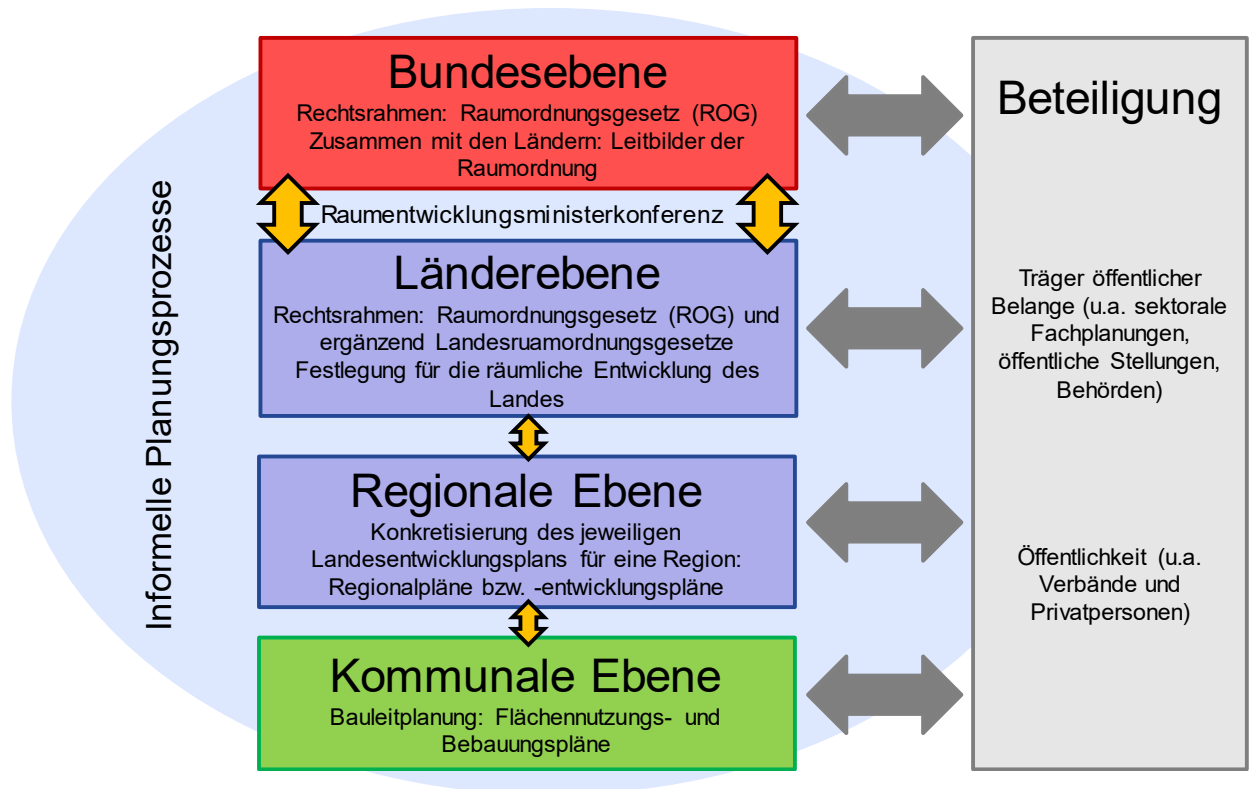 Informelle Planungsprozesse
Bundesebene
Rechtsrahmen: Raumordnungsgesetz (ROG)
Zusammen mit den Ländern: Leitbilder der
Raumordnung
Raumentwicklungsministerkonferenz
Länderebene
Rechtsrahmen: Raumordnungsgesetz (ROG) und
ergänzend Landesruamordnungsgesetze
Festlegung für die räumliche Entwicklung des
Landes
Regionale Ebene
Konkretisierung des jeweiligen
Landesentwicklungsplans für eine Region:
Regionalpläne bzw. -entwicklungspläne
Kommunale Ebene
Bauleitplanung: Flächennutzungs- und
Bebauungspläne
Beteiligung
Träger öffentlicher
Belange (u.a. sektorale
Fachplanungen,
öffentliche Stellungen,
Behörden)
Öffentlichkeit (u.a.
Verbände und
Privatpersonen)